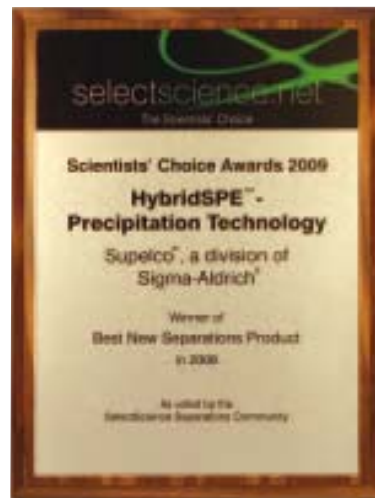 selectscience.net
The Scientists' Choice
Scientists' Choice Awards 2009
HybridSPE™-
Precipitation Technology
Supelco®, a division of
Sigma-Aldrich®
Winner of
Best New Separations Product
in 2008
As voted by the
SelectScience Separations Community